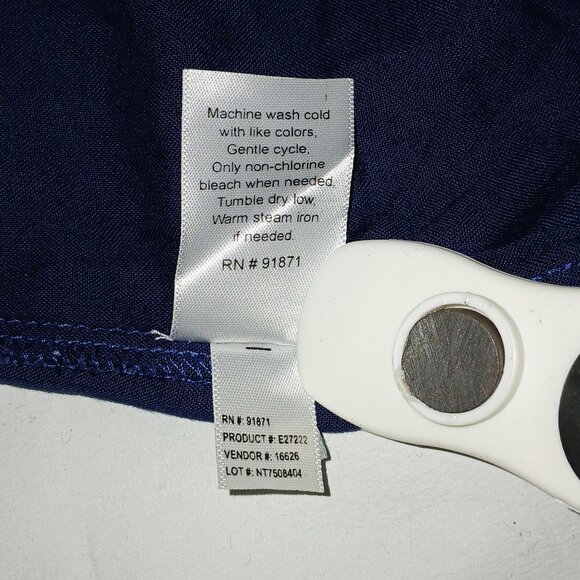 Machine wash cold
with like colors,
Gentle cycle,
Only non-chlorine
bleach when needed,
Tumble dry low,
Warm steam iron
if needed.
RN # 91871
RN #: 91871
PRODUCT #: E27222
VENDOR #: 16626
LOT #: NT7508404